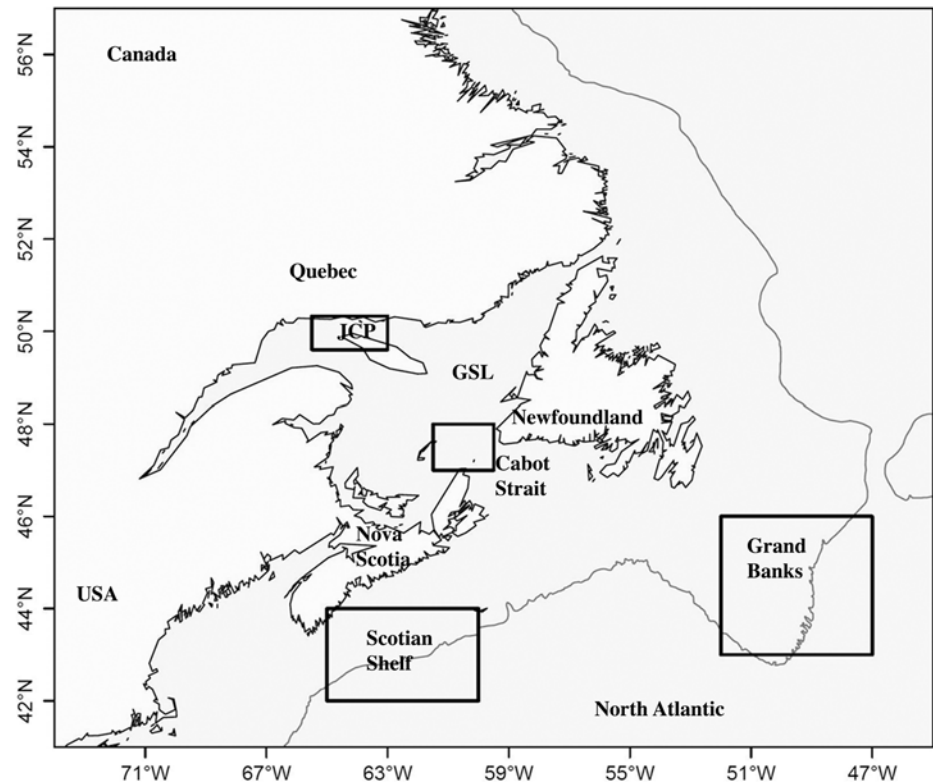 56°N
54°N
52°N
50°N
48°N
46°N
44°N
42°N
Canada
Quebec
JCP
GSL
Newfoundland
Cabot
Strait
Nova
Scotia
Grand
Banks
USA
Scotian
Shelf
North Atlantic
71°W
67°W
63°W
59°W
55°W
51°W
47°W